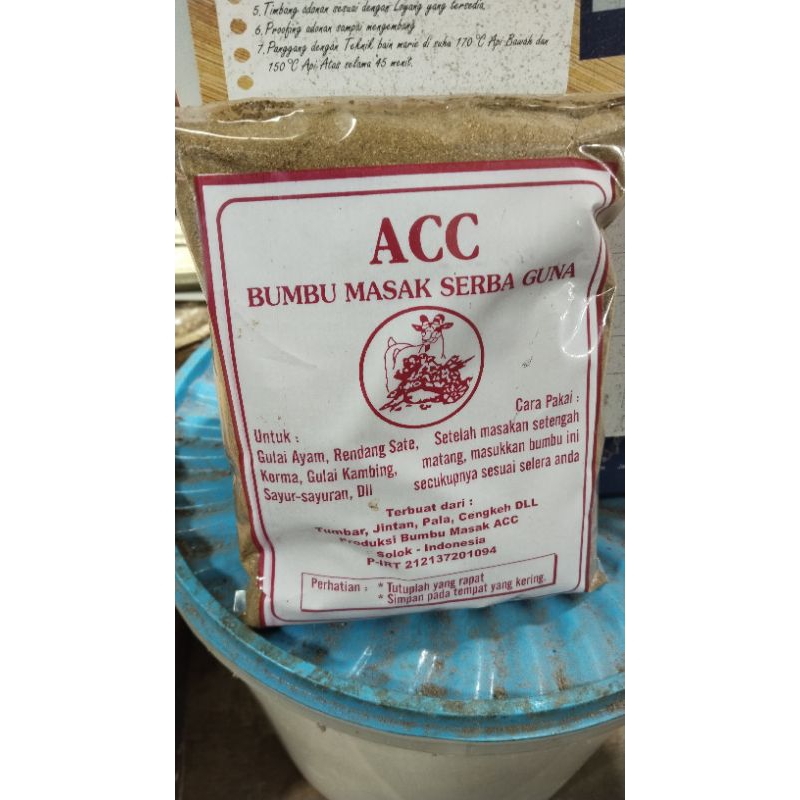 5. Timbang adonan sesuai dengan Loyang yang tersedia.
6. Proofing adonan sampai mengembang
7. Panggang dengan Teknik bain marie di suhu 170 °C Api Bawah dan
150 °C Api Atas selama 45 menit.
ACC
BUMBU MASAK SERBA GUNA
Untuk :
Gulai Ayam, Rendang Sate,
Korma, Gulai Kambing,
Sayur-sayuran, Dll
Cara Pakai :
Setelah masakan setengah
matang, masukkan bumbu ini
secukupnya sesuai selera anda
Terbuat dari :
Tumbar, Jintan, Pala, Cengkeh DLL
Produksi Bumbu Masak ACC
solok - Indonesia
P-IRT 212137201094
Perhatian : * Tutuplah yang rapat
* Simpan pada tempat yang kering.